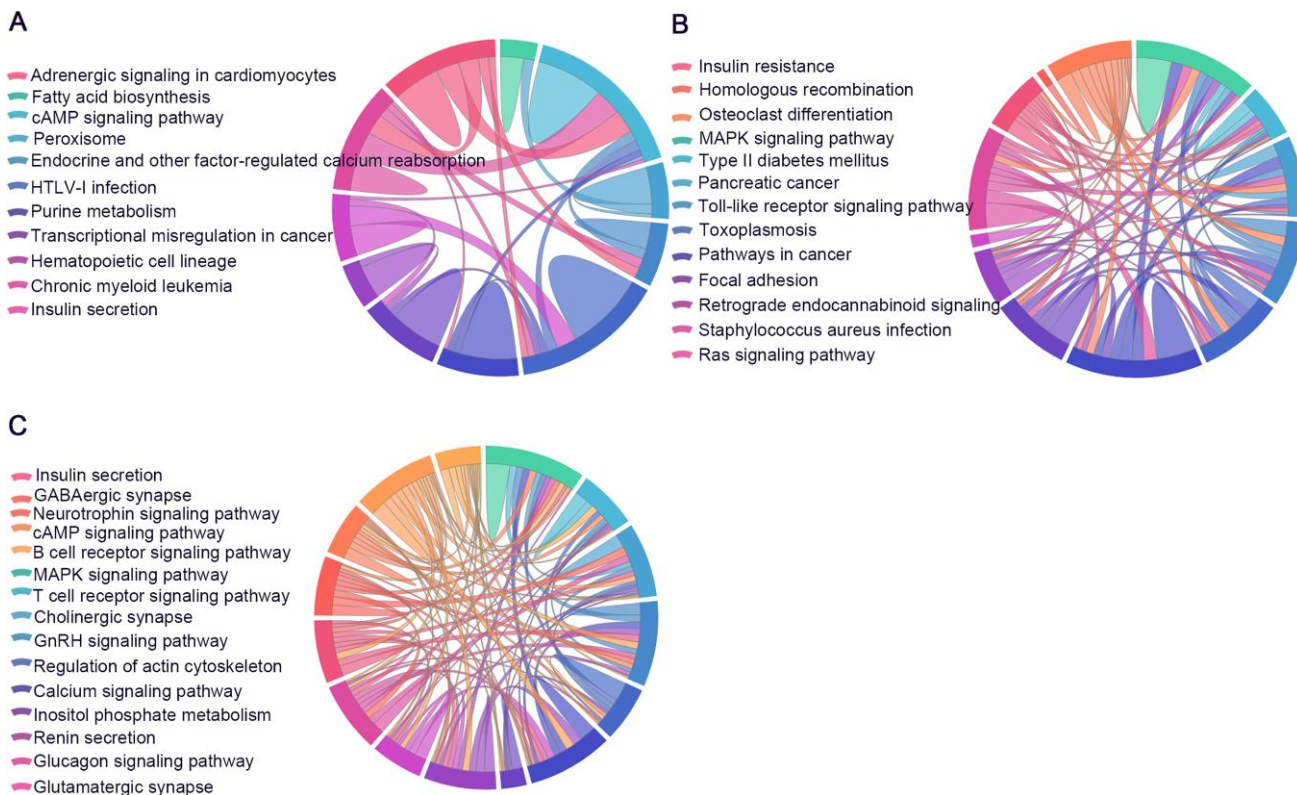 A
Adrenergic signaling in cardiomyocytes
Fatty acid biosynthesis
cAMP signaling pathway
Peroxisome
Endocrine and other factor-regulated calcium reabsorption
HTLV-I infection
Purine metabolism
Transcriptional misregulation in cancer
Hematopoietic cell lineage
Chronic myeloid leukemia
Insulin secretion
B
Insulin resistance
Homologous recombination
Osteoclast differentiation
MAPK signaling pathway
Type II diabetes mellitus
Pancreatic cancer
Toll-like receptor signaling pathway
Toxoplasmosis
Pathways in cancer
Focal adhesion
Retrograde endocannabinoid signaling
Staphylococcus aureus infection
Ras signaling pathway
C
Insulin secretion
GABAergic synapse
Neurotrophin signaling pathway
cAMP signaling pathway
B cell receptor signaling pathway
MAPK signaling pathway
T cell receptor signaling pathway
Cholinergic synapse
GnRH signaling pathway
Regulation of actin cytoskeleton
Calcium signaling pathway
Inositol phosphate metabolism
Renin secretion
Glucagon signaling pathway
Glutamatergic synapse